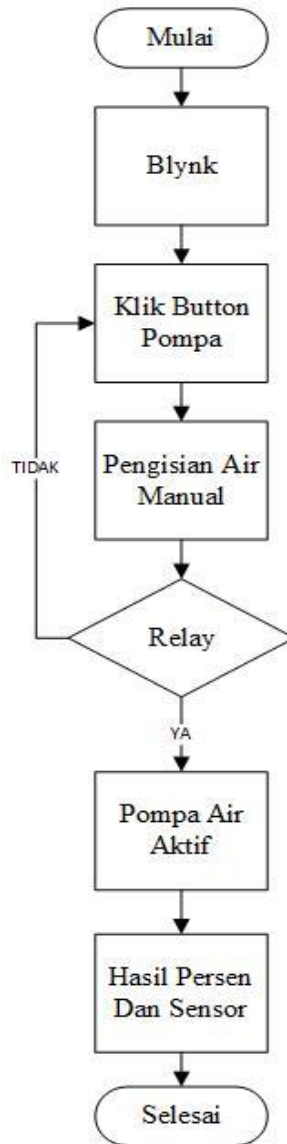 Mulai
Blynk
Klik Button
Pompa
Pengisian Air
Manual
TIDAK
Relay
YA
Pompa Air
Aktif
Hasil Persen
Dan Sensor
Selesai